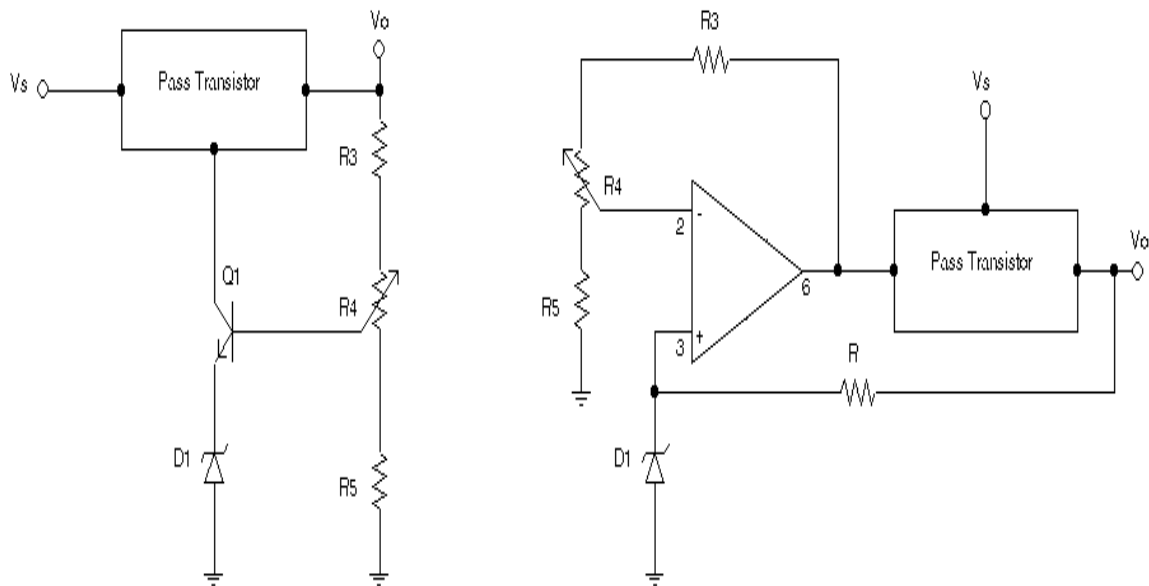 Vo
Vs
Pass Transistor
R3
Q1
R4
D1
R5
R3
Vs
R4
2
-
Pass Transistor
Vo
6
R5
3
+
R
D1